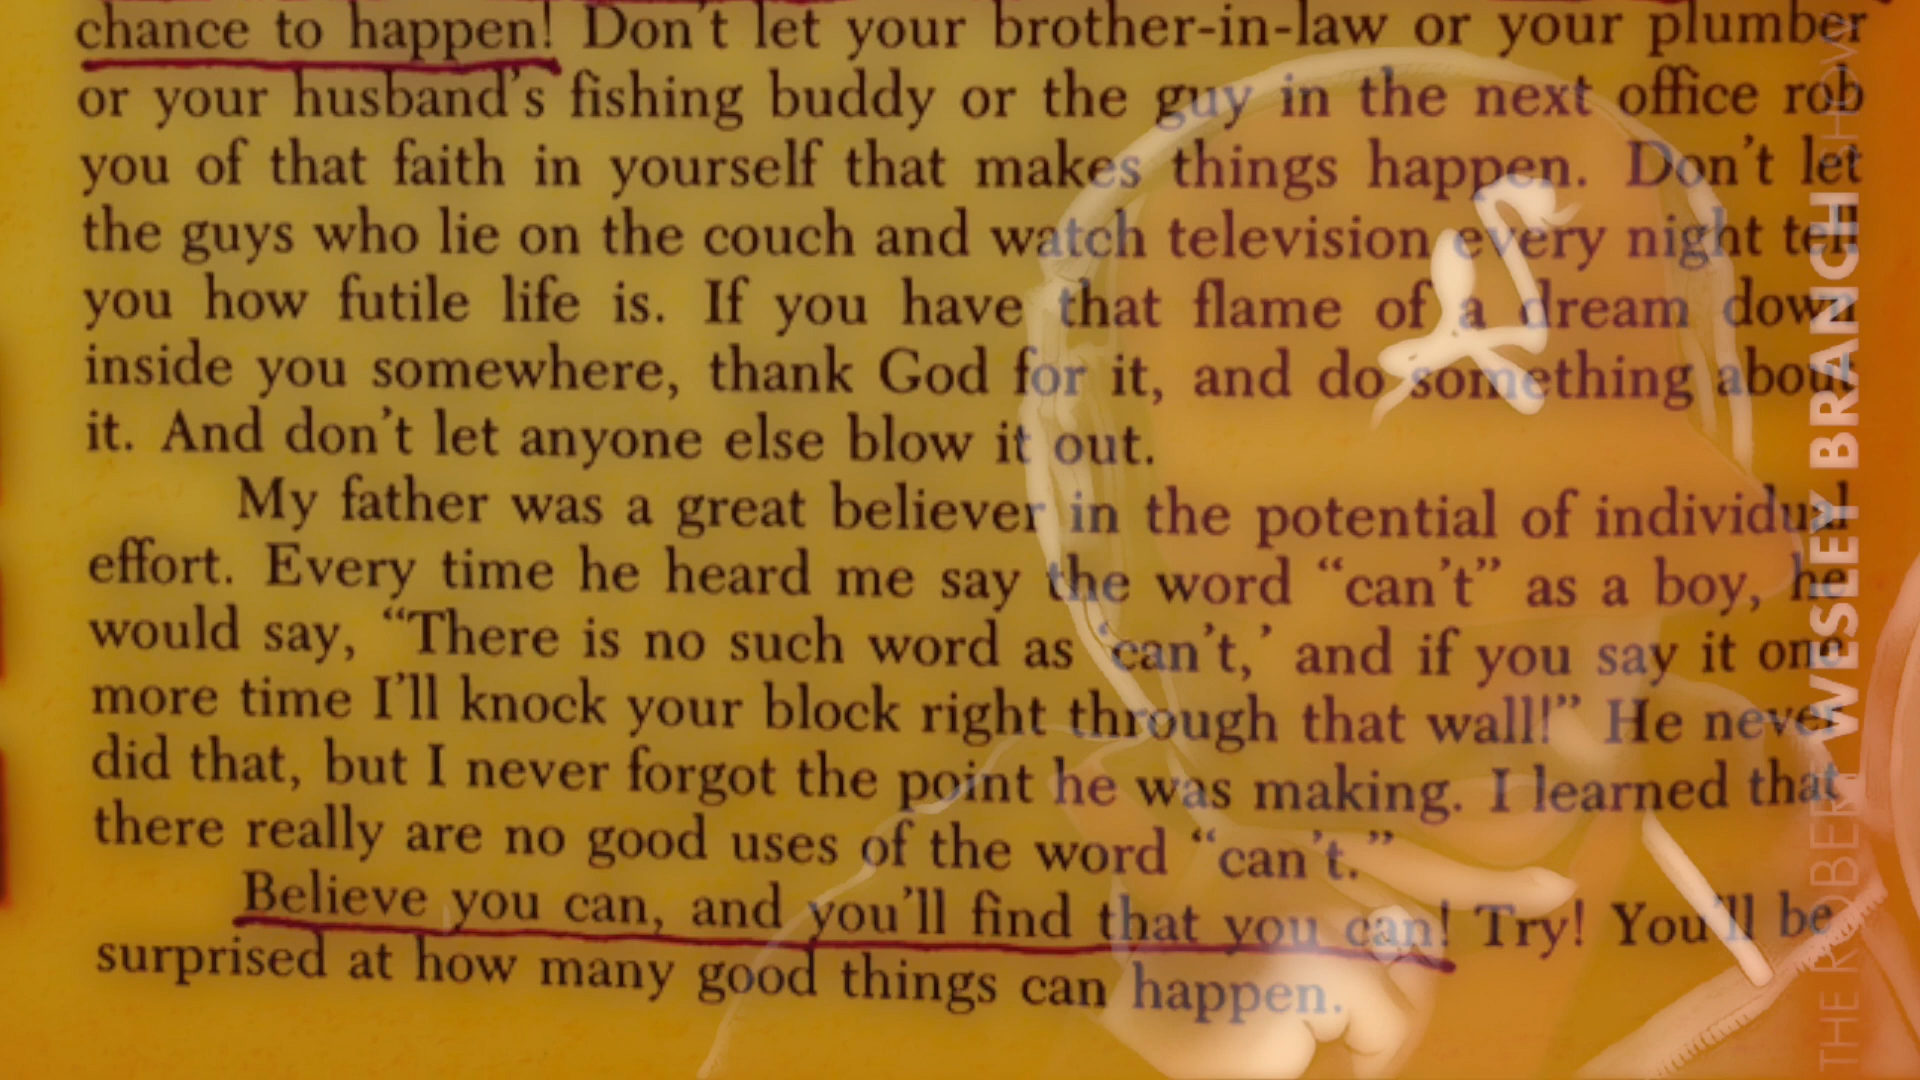 chance to happen! Don't let your brother-in-law or your plumber
or your husband's fishing buddy or the guy in the next office rob
you of that faith in yourself that makes things happen. Don't let
the guys who lie on the couch and watch television every night tell
you how futile life is. If you have that flame of a dream down
inside you somewhere, thank God for it, and do something about
it. And don't let anyone else blow it out.
My father was a great believer in the potential of individual
effort. Every time he heard me say the word “can't” as a boy, he
would say, “There is no such word as ‘can't,’ and if you say it one
more time I'll knock your block right through that wall!” He never
did that, but I never forgot the point he was making. I learned that
there really are no good uses of the word “can't.”
Believe you can, and you'll find that you can! Try! You'll be
surprised at how many good things can happen.
THE ROBERT WESLEY BRANCH SHOW